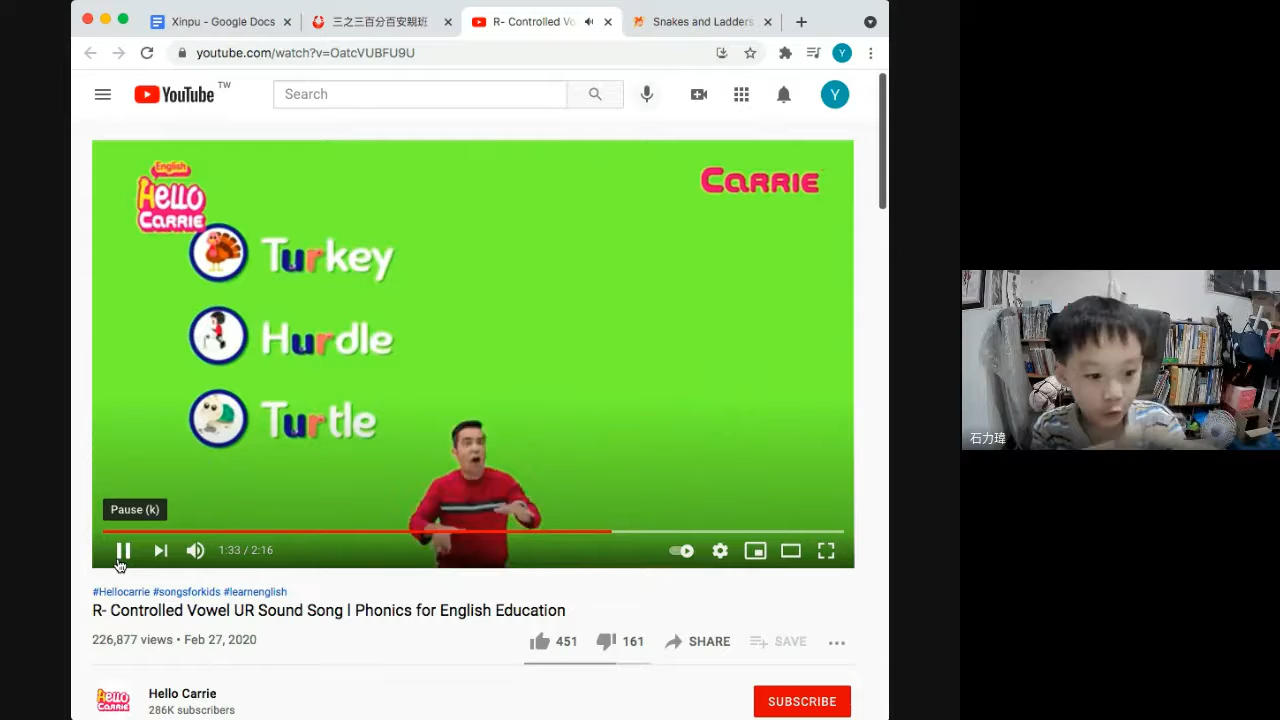 Xinpu - Google Docs
三之三百分百安親班
R- Controlled Vo
Snakes and Ladders
youtube.com/watch?v=OatcVUBFU9U
YouTube TW
Search
Y
Y
English
Hello
Carrie
CARRIE
Turkey
Hurdle
Turtle
Pause (k)
1:33 / 2:16
#Hellocarrie #songsforkids #learnenglish
R- Controlled Vowel UR Sound Song l Phonics for English Education
226,877 views • Feb 27, 2020
451
161
SHARE
SAVE
Hello Carrie
Hello Carrie
286K subscribers
SUBSCRIBE
石力瑋